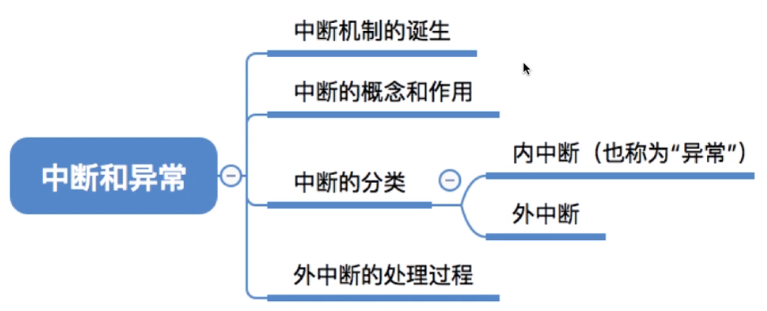 中断机制的诞生
中断的概念和作用
中断和异常
中断的分类
内中断（也称为“异常”）
外中断
外中断的处理过程